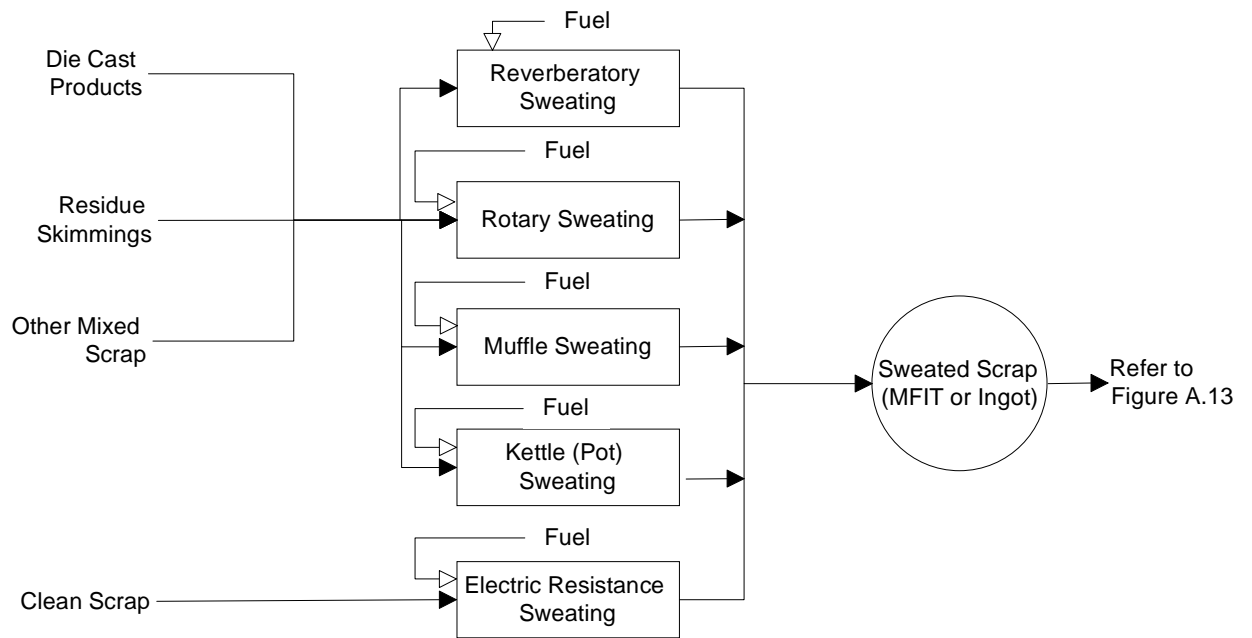 Fuel
Die Cast
Products
Reverberatory
Sweating
Fuel
Residue
Skimmings
Rotary Sweating
Fuel
Other Mixed
Scrap
Muffle Sweating
Sweated Scrap
(MFIT or Ingot)
Refer to
Figure A.13
Fuel
Kettle (Pot)
Sweating
Fuel
Clean Scrap
Electric Resistance
Sweating